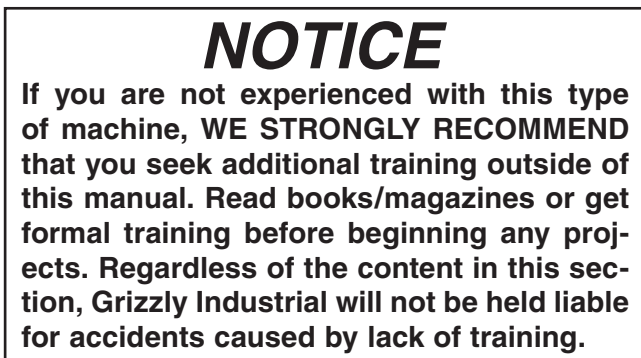 NOTICE
If you are not experienced with this type
of machine, WE STRONGLY RECOMMEND
that you seek additional training outside of
this manual. Read books/magazines or get
formal training before beginning any proj-
ects. Regardless of the content in this sec-
tion, Grizzly Industrial will not be held liable
for accidents caused by lack of training.